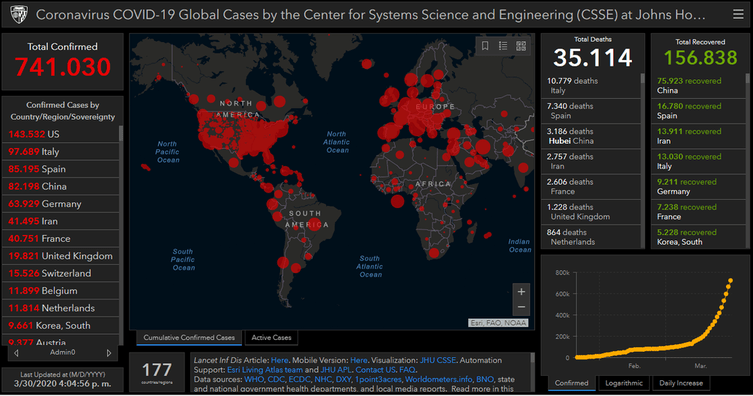 Coronavirus COVID-19 Global Cases by the Center for Systems Science and Engineering (CSSE) at Johns Ho...
Total Confirmed
741.030
Confirmed Cases by
Country/Region/Sovereignty
143.532 US
97.689 Italy
85.195 Spain
82.198 China
63.929 Germany
41.495 Iran
40.751 France
19.821 United Kingdom
15.526 Switzerland
11.899 Belgium
11.814 Netherlands
9.661 Korea, South
9.377 Austria
Admin0
Last Updated at (M/D/YYYY)
3/30/2020 4:04:56 p. m.
NORTH
AMERICA
EUROPE
North
Pacific
Ocean
North
Atlantic
Ocean
AFRICA
SOUTH
AMERICA
South
Pacific
Ocean
South
Atlantic
Ocean
Indian
Ocean
+
−
Esri, FAO, NOAA
Cumulative Confirmed Cases
Active Cases
177
countries/regions
Lancet Inf Dis Article: Here. Mobile Version: Here. Visualization: JHU CSSE. Automation
Support: Esri Living Atlas team and JHU APL. Contact US. FAQ.
Data sources: WHO, CDC, ECDC, NHC, DXY, 1point3acres, Worldometers.info, BNO, state
and national government health departments, and local media reports. Read more in this
Total Deaths
35.114
10.779 deaths
Italy
7.340 deaths
Spain
3.186 deaths
Hubei China
2.757 deaths
Iran
2.606 deaths
France
1.228 deaths
United Kingdom
864 deaths
Netherlands
Total Recovered
156.838
75.923 recovered
China
16.780 recovered
Spain
13.911 recovered
Iran
13.030 recovered
Italy
9.211 recovered
Germany
7.238 recovered
France
5.228 recovered
Korea, South
800k
600k
400k
200k
0
Feb.
Mar.
Confirmed
Logarithmic
Daily Increase